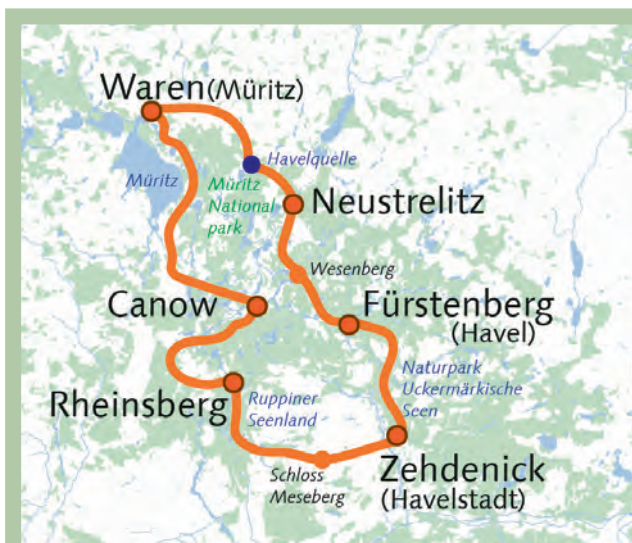 Waren(Müritz)
Havelquelle
Müritz
Müritz
National
park
Neustrelitz
Wesenberg
Canow
Fürstenberg
(Havel)
Naturpark
Uckermärkische
Seen
Rheinsberg
Ruppiner
Seenland
Schloss
Meseberg
Zehdenick
(Havelstadt)